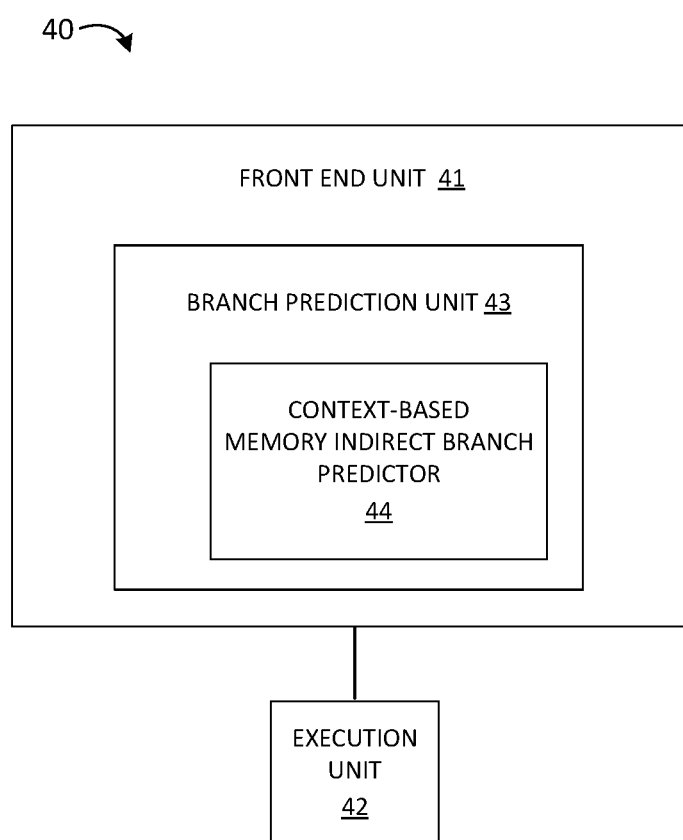 40
FRONT END UNIT 41
BRANCH PREDICTION UNIT 43
CONTEXT-BASED
MEMORY INDIRECT BRANCH
PREDICTOR
44
EXECUTION
UNIT
42